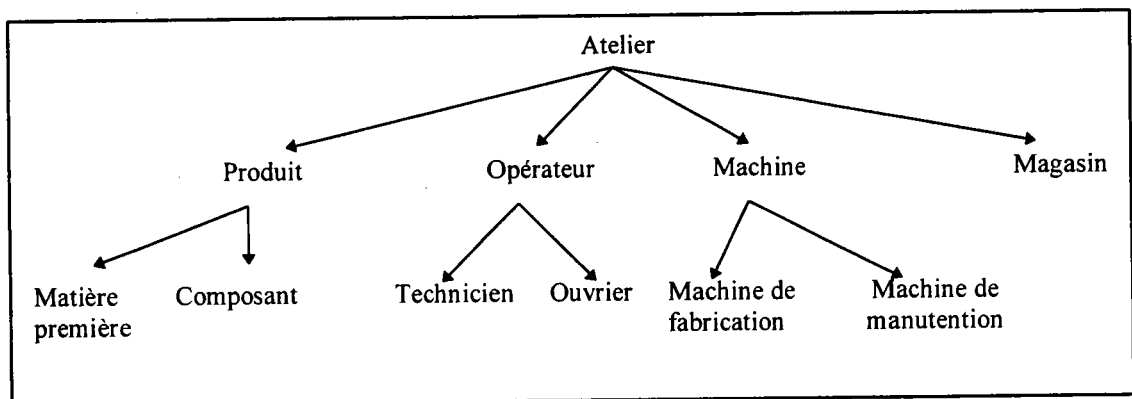 Atelier
Produit
Opérateur
Machine
Magasin
Matière
première
Composant
Technicien
Ouvrier
Machine de
fabrication
Machine de
manutention